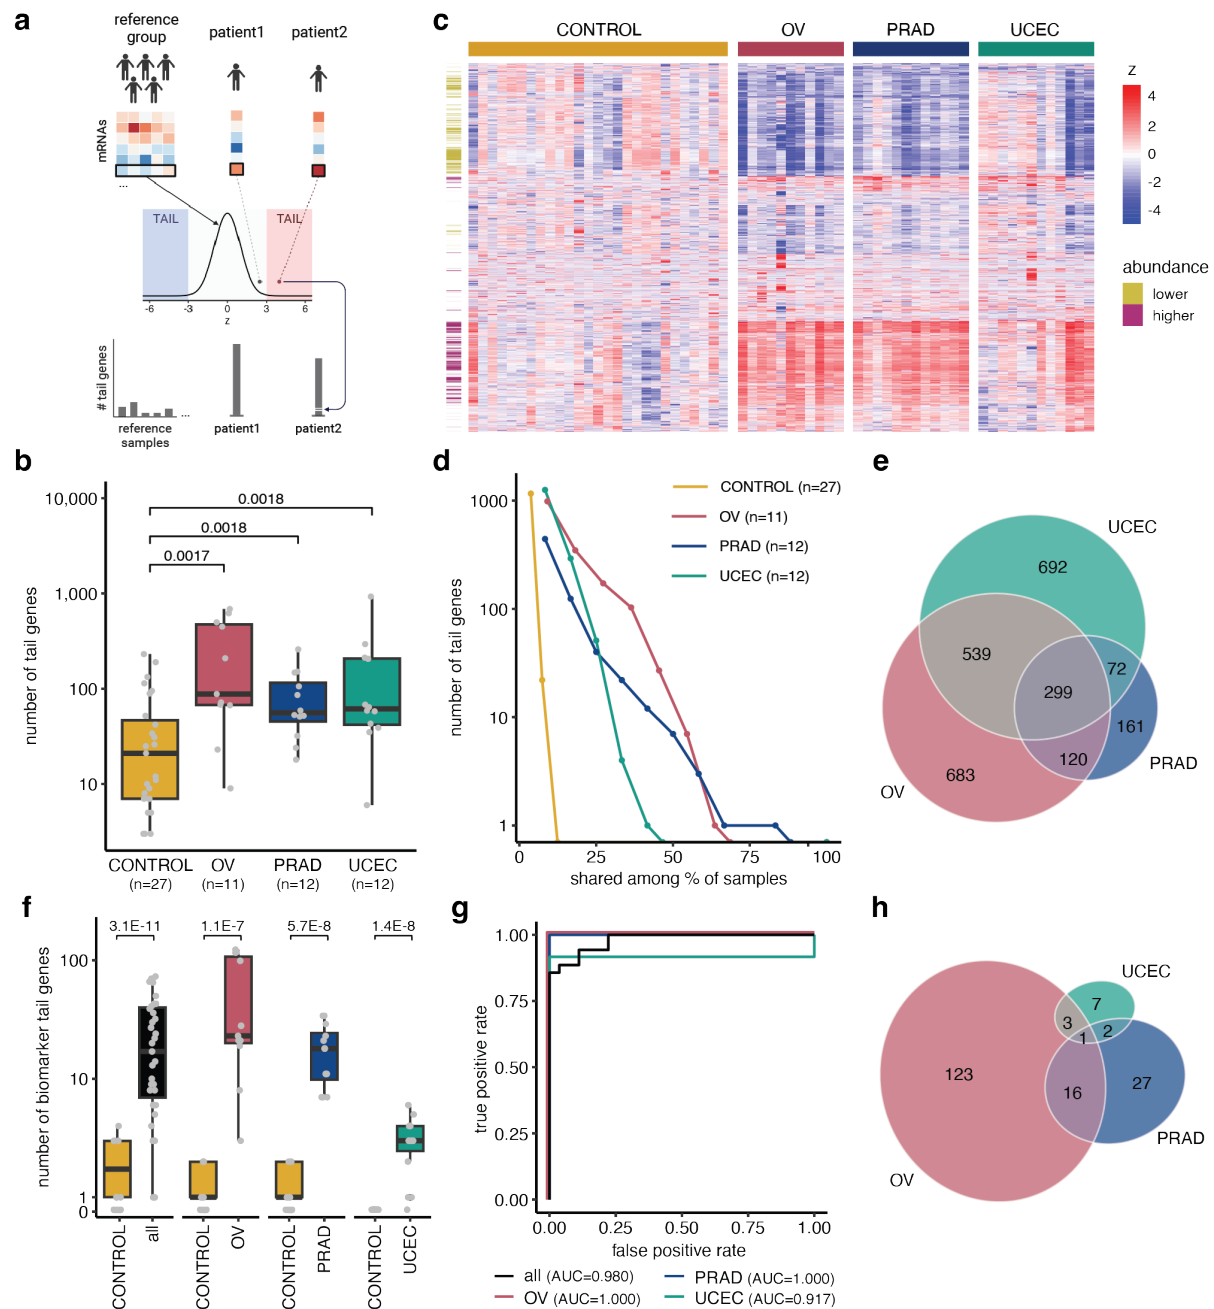 a
reference
group
patient1
patient2
mRNAs
...
TAIL
TAIL
-6
-3
0
3
6
z
# tail genes
...
reference
samples
patient1
patient2
c
CONTROL
OV
PRAD
UCEC
z
4
2
0
-2
-4
abundance
lower
higher
b
10,000
1,000
100
10
number of tail genes
0.0018
0.0018
0.0017
CONTROL
(n=27)
OV
(n=11)
PRAD
(n=12)
UCEC
(n=12)
d
1000
100
10
1
number of tail genes
CONTROL (n=27)
OV (n=11)
PRAD (n=12)
UCEC (n=12)
0
25
50
75
100
shared among % of samples
e
UCEC
692
539
72
299
161
120
683
OV
PRAD
f
3.1E-11
1.1E-7
5.7E-8
1.4E-8
100
10
1
0
number of biomarker tail genes
CONTROL
all
CONTROL
OV
CONTROL
PRAD
CONTROL
UCEC
g
1.00
0.75
0.50
0.25
0.00
true positive rate
0.00
0.25
0.50
0.75
1.00
false positive rate
all (AUC=0.980)
PRAD (AUC=1.000)
OV (AUC=1.000)
UCEC (AUC=0.917)
h
UCEC
7
3
1
2
123
16
27
PRAD
OV